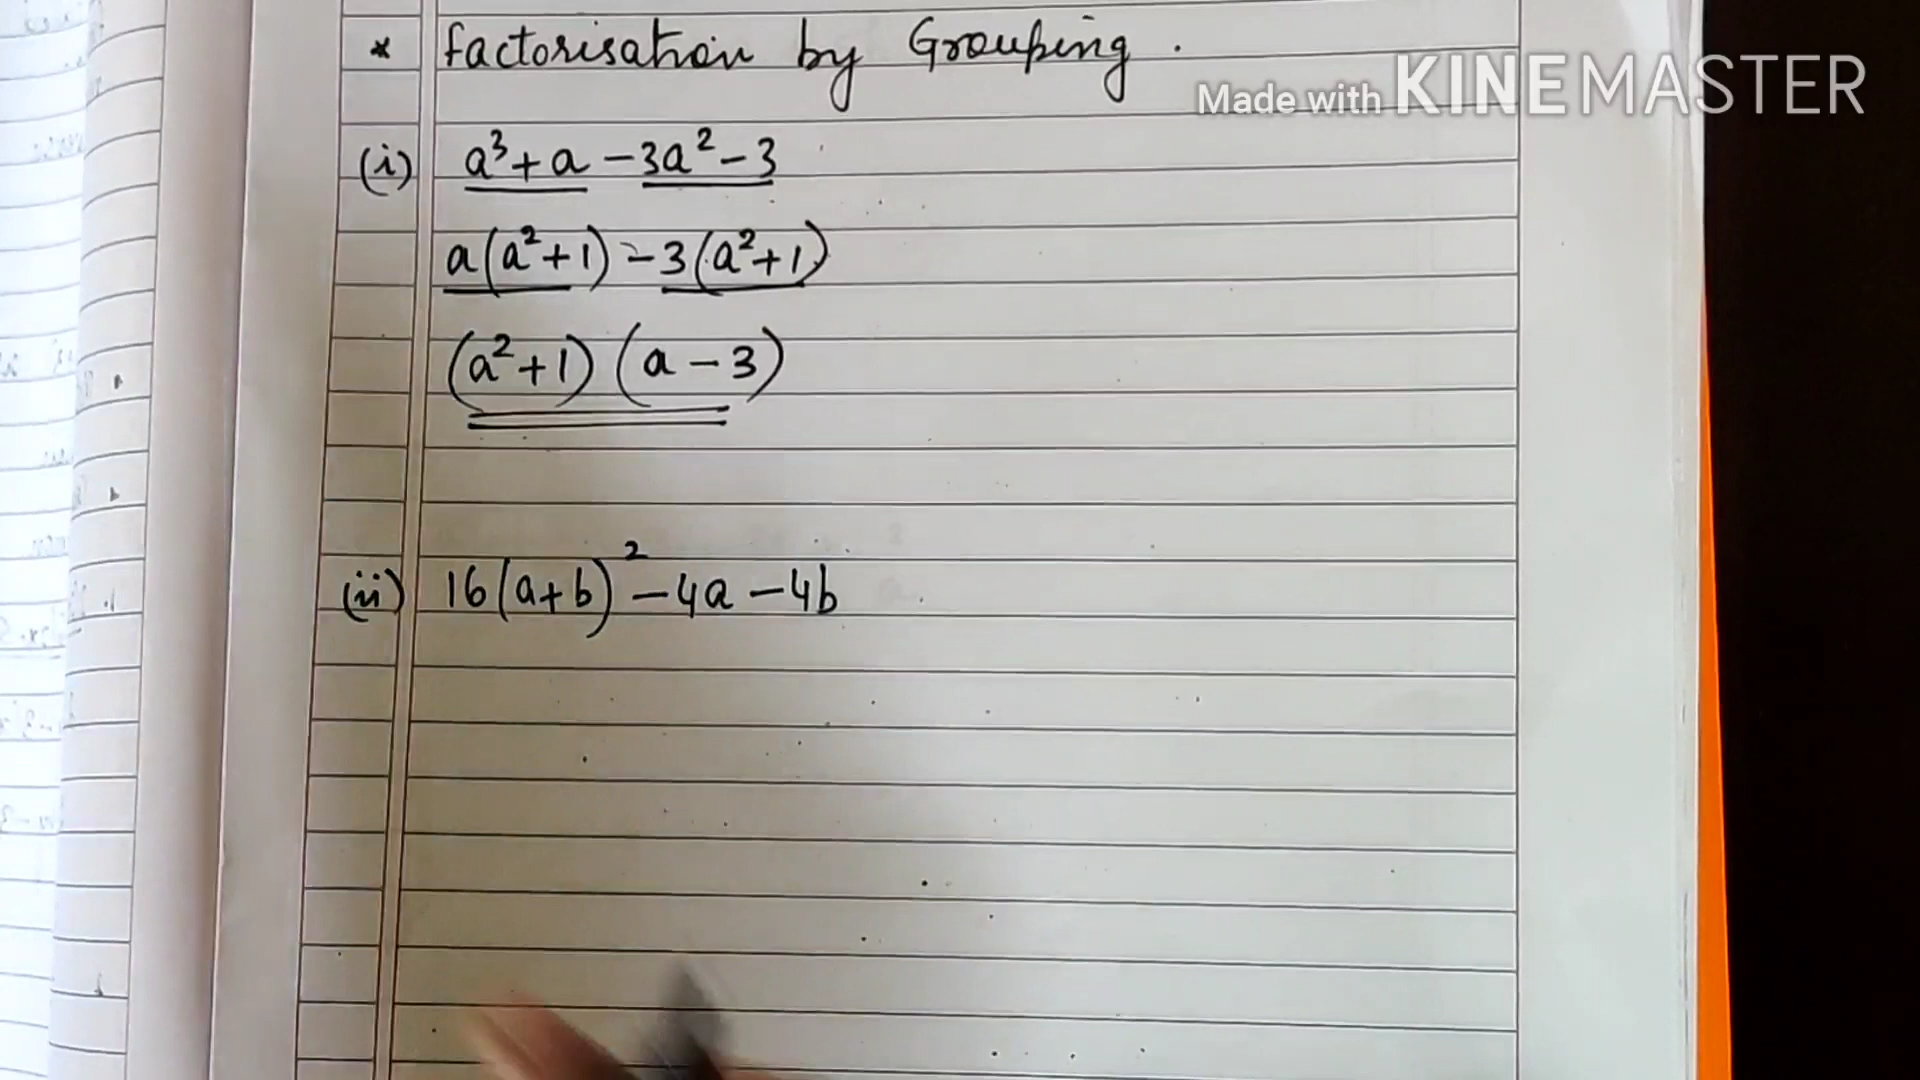 * factorisation by Grouping .
Made with KINEMASTER
(i) a³ + a - 3a² - 3
a(a² + 1) - 3(a² + 1)
(a² + 1) (a - 3)
(ii) 16(a+b)² - 4a - 4b